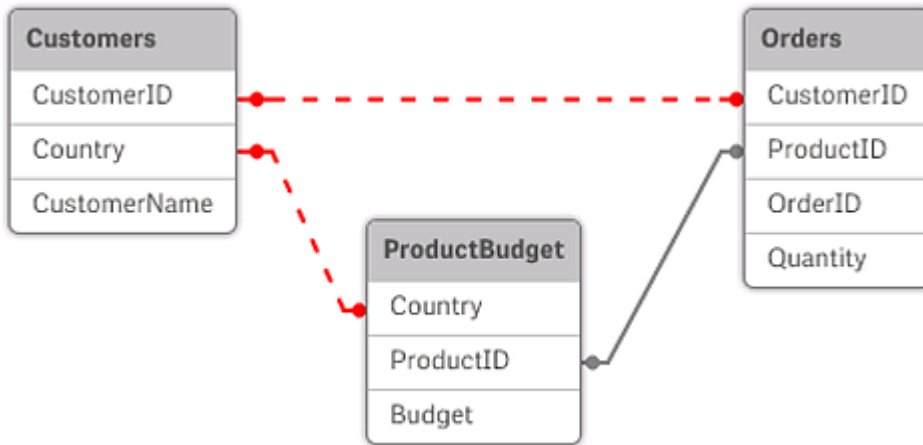 Customers
CustomerID
Country
CustomerName
ProductBudget
Country
ProductID
Budget
Orders
CustomerID
ProductID
OrderID
Quantity